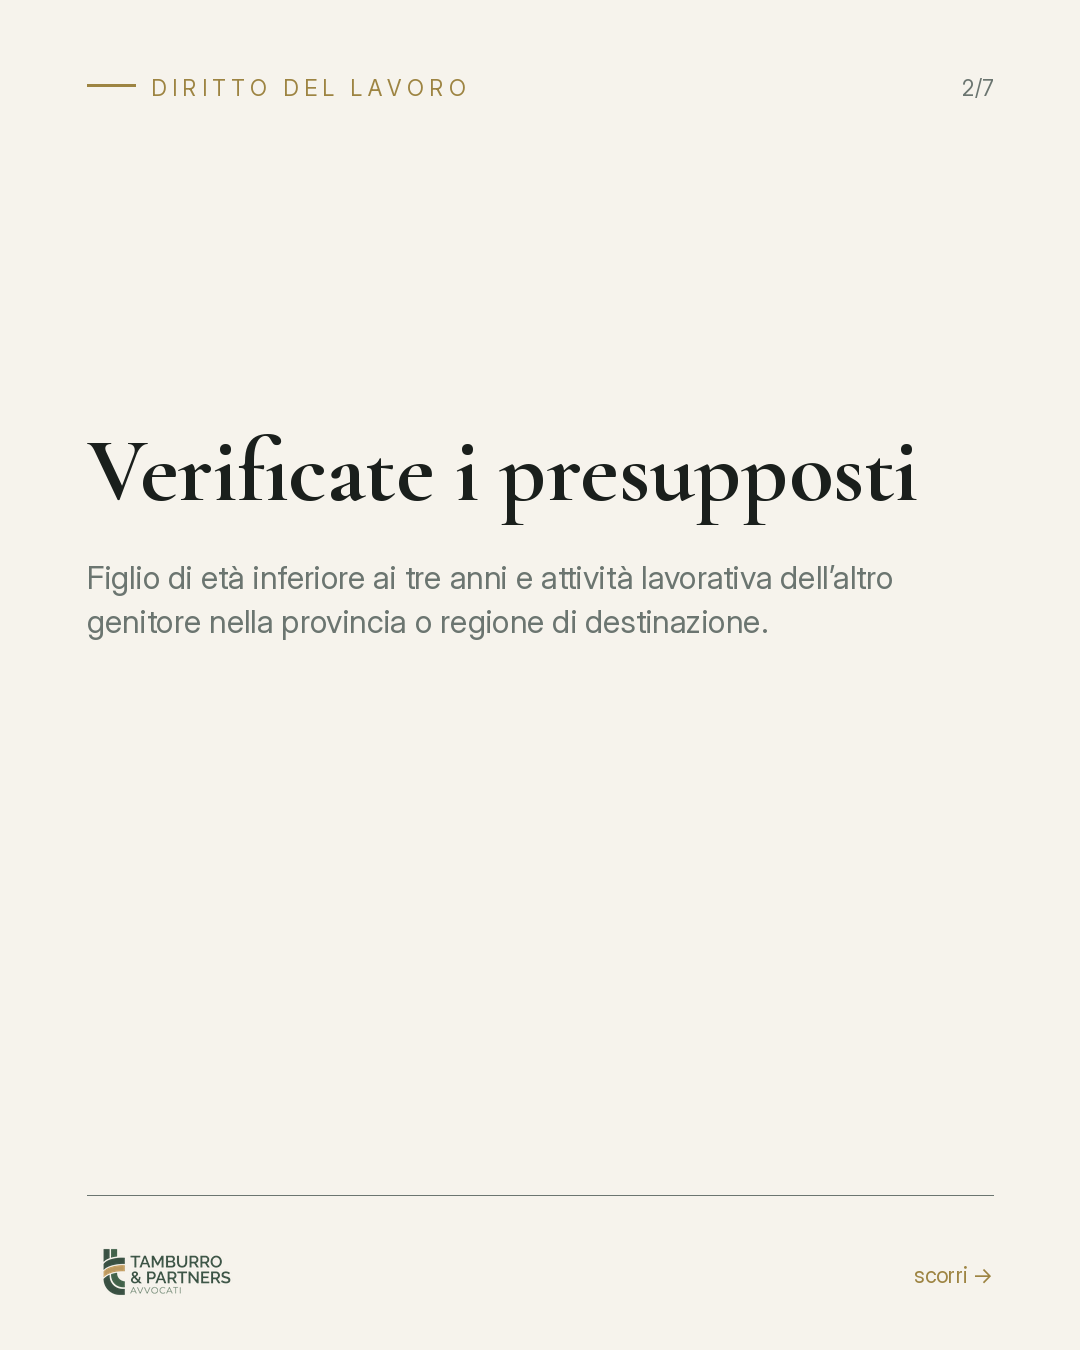 DIRITTO DEL LAVORO
2/7
Verificate i presupposti
Figlio di età inferiore ai tre anni e attività lavorativa dell’altro
genitore nella provincia o regione di destinazione.
TAMBURRO
& PARTNERS
AVVOCATI
scorri →